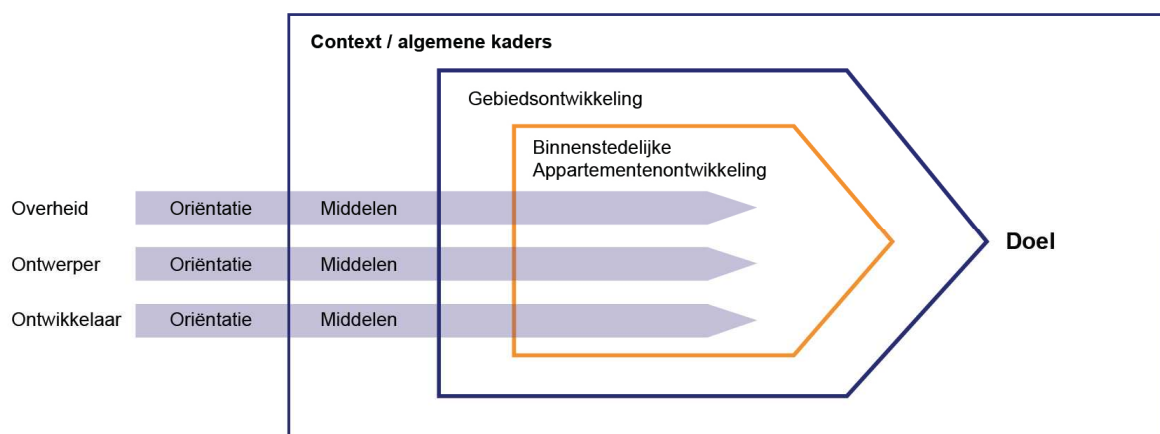 Context / algemene kaders
Gebiedsontwikkeling
Binnenstedelijke
Appartementenontwikkeling
Overheid Oriëntatie Middelen
Ontwerper Oriëntatie Middelen
Doel
Ontwikkelaar Oriëntatie Middelen